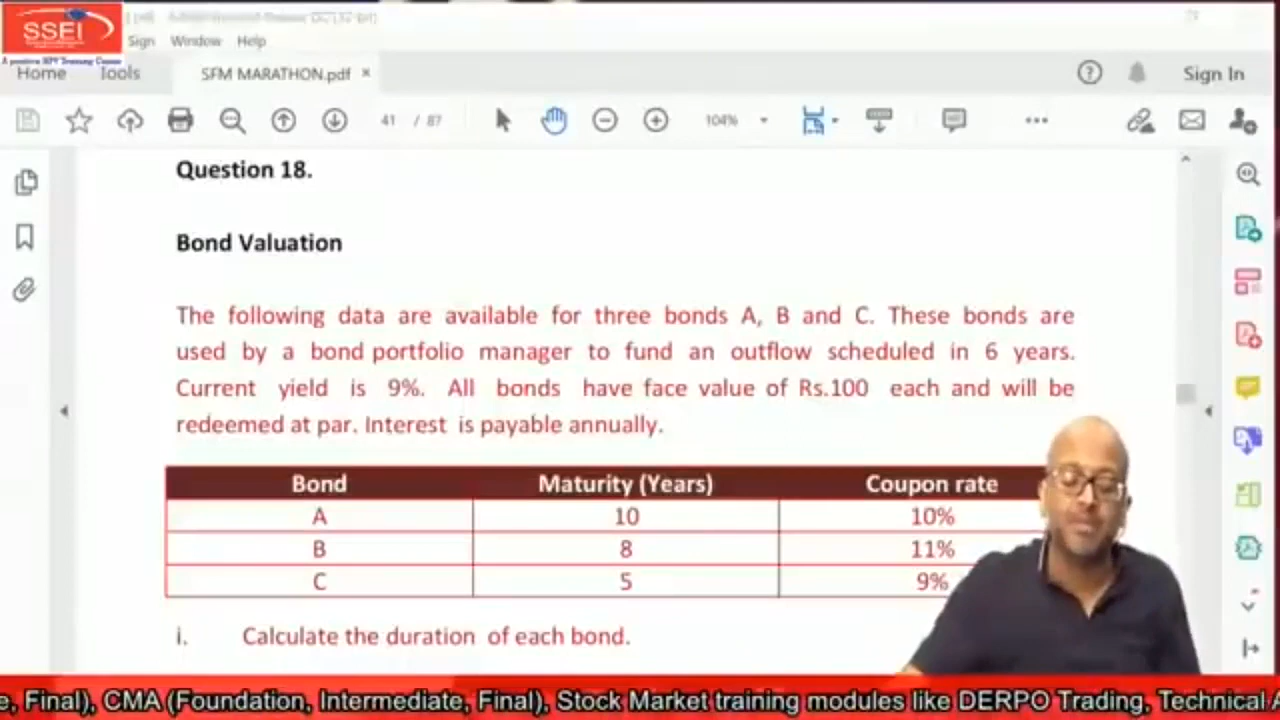 SSEI
Sign Window Help
Home Tools SFM MARATHON.pdf × Sign In
41 / 87 104%
Question 18.
Bond Valuation
The following data are available for three bonds A, B and C. These bonds are
used by a bond portfolio manager to fund an outflow scheduled in 6 years.
Current yield is 9%. All bonds have face value of Rs.100 each and will be
redeemed at par. Interest is payable annually.
Bond Maturity (Years) Coupon rate
A 10 10%
B 8 11%
C 5 9%
i. Calculate the duration of each bond.
e, Final), CMA (Foundation, Intermediate, Final), Stock Market training modules like DERPO Trading, Technical A